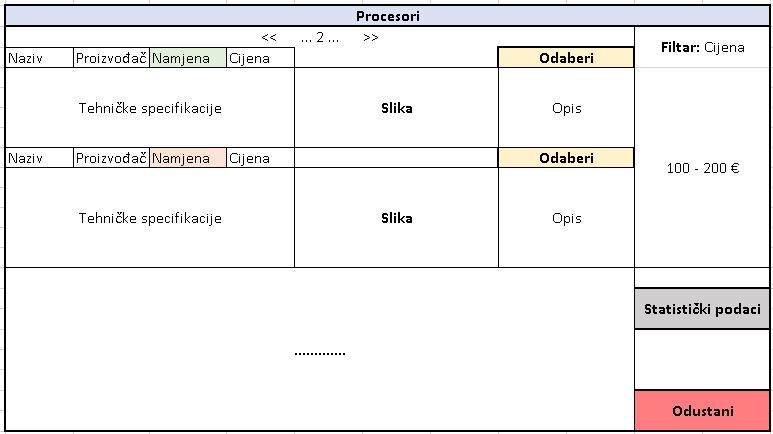 Procesori
<< ... 2 ... >>
Filtar: Cijena
Naziv Proizvođač Namjena Cijena Odaberi
Tehničke specifikacije Slika Opis
Naziv Proizvođač Namjena Cijena Odaberi
100 - 200 €
Tehničke specifikacije Slika Opis
Statistički podaci
.............
Odustani